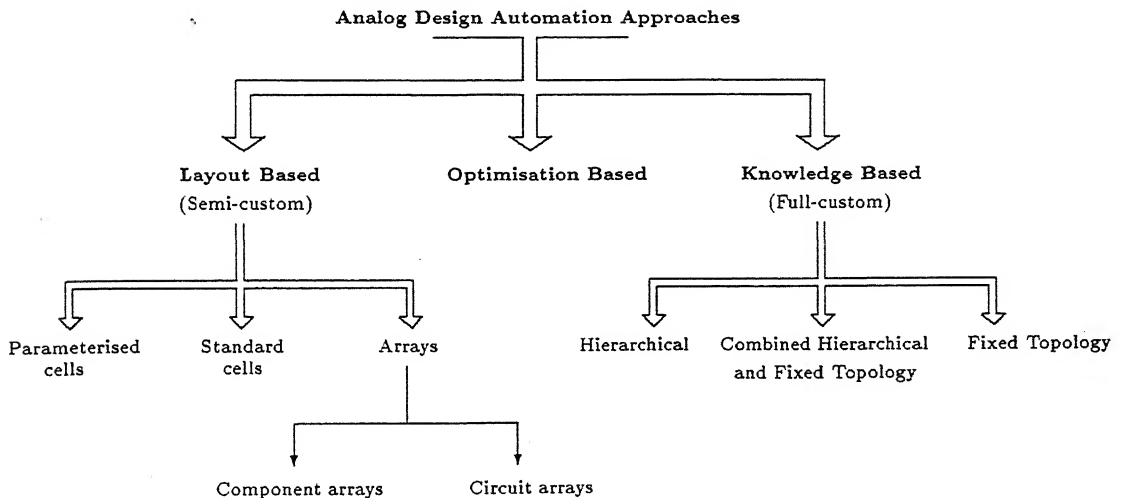 Analog Design Automation Approaches
Layout Based
(Semi-custom)
Optimisation Based
Knowledge Based
(Full-custom)
Parameterised
cells
Standard
cells
Arrays
Hierarchical
Combined Hierarchical
and Fixed Topology
Fixed Topology
Component arrays
Circuit arrays